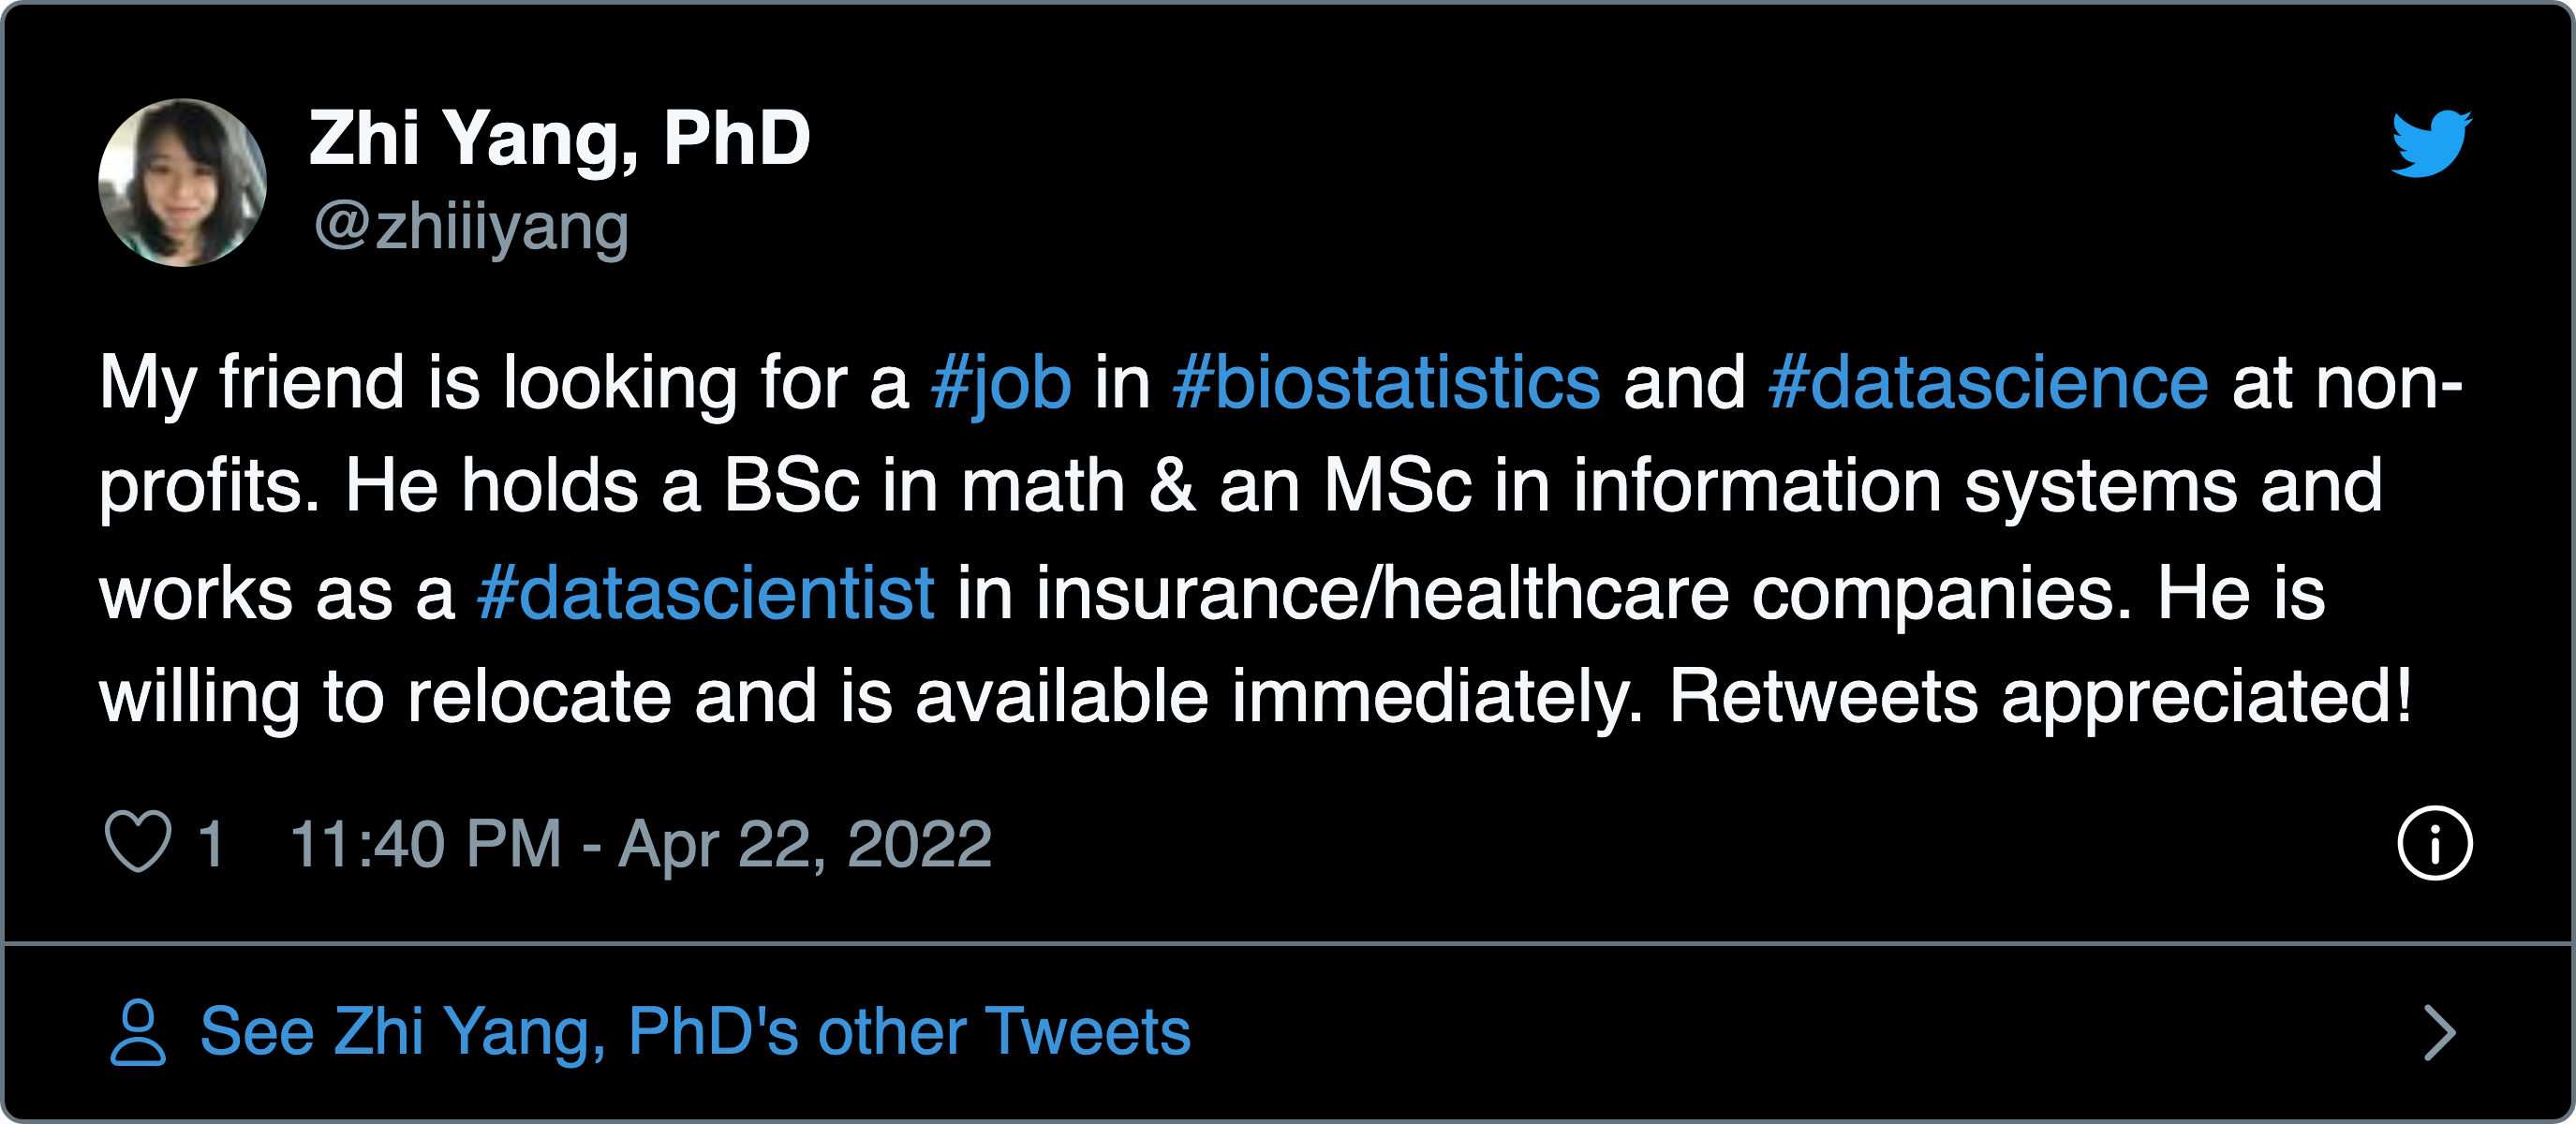 Zhi Yang, PhD
@zhiiiyang
My friend is looking for a #job in #biostatistics and #datascience at non-
profits. He holds a BSc in math & an MSc in information systems and
works as a #datascientist in insurance/healthcare companies. He is
willing to relocate and is available immediately. Retweets appreciated!
1 11:40 PM - Apr 22, 2022
See Zhi Yang, PhD's other Tweets